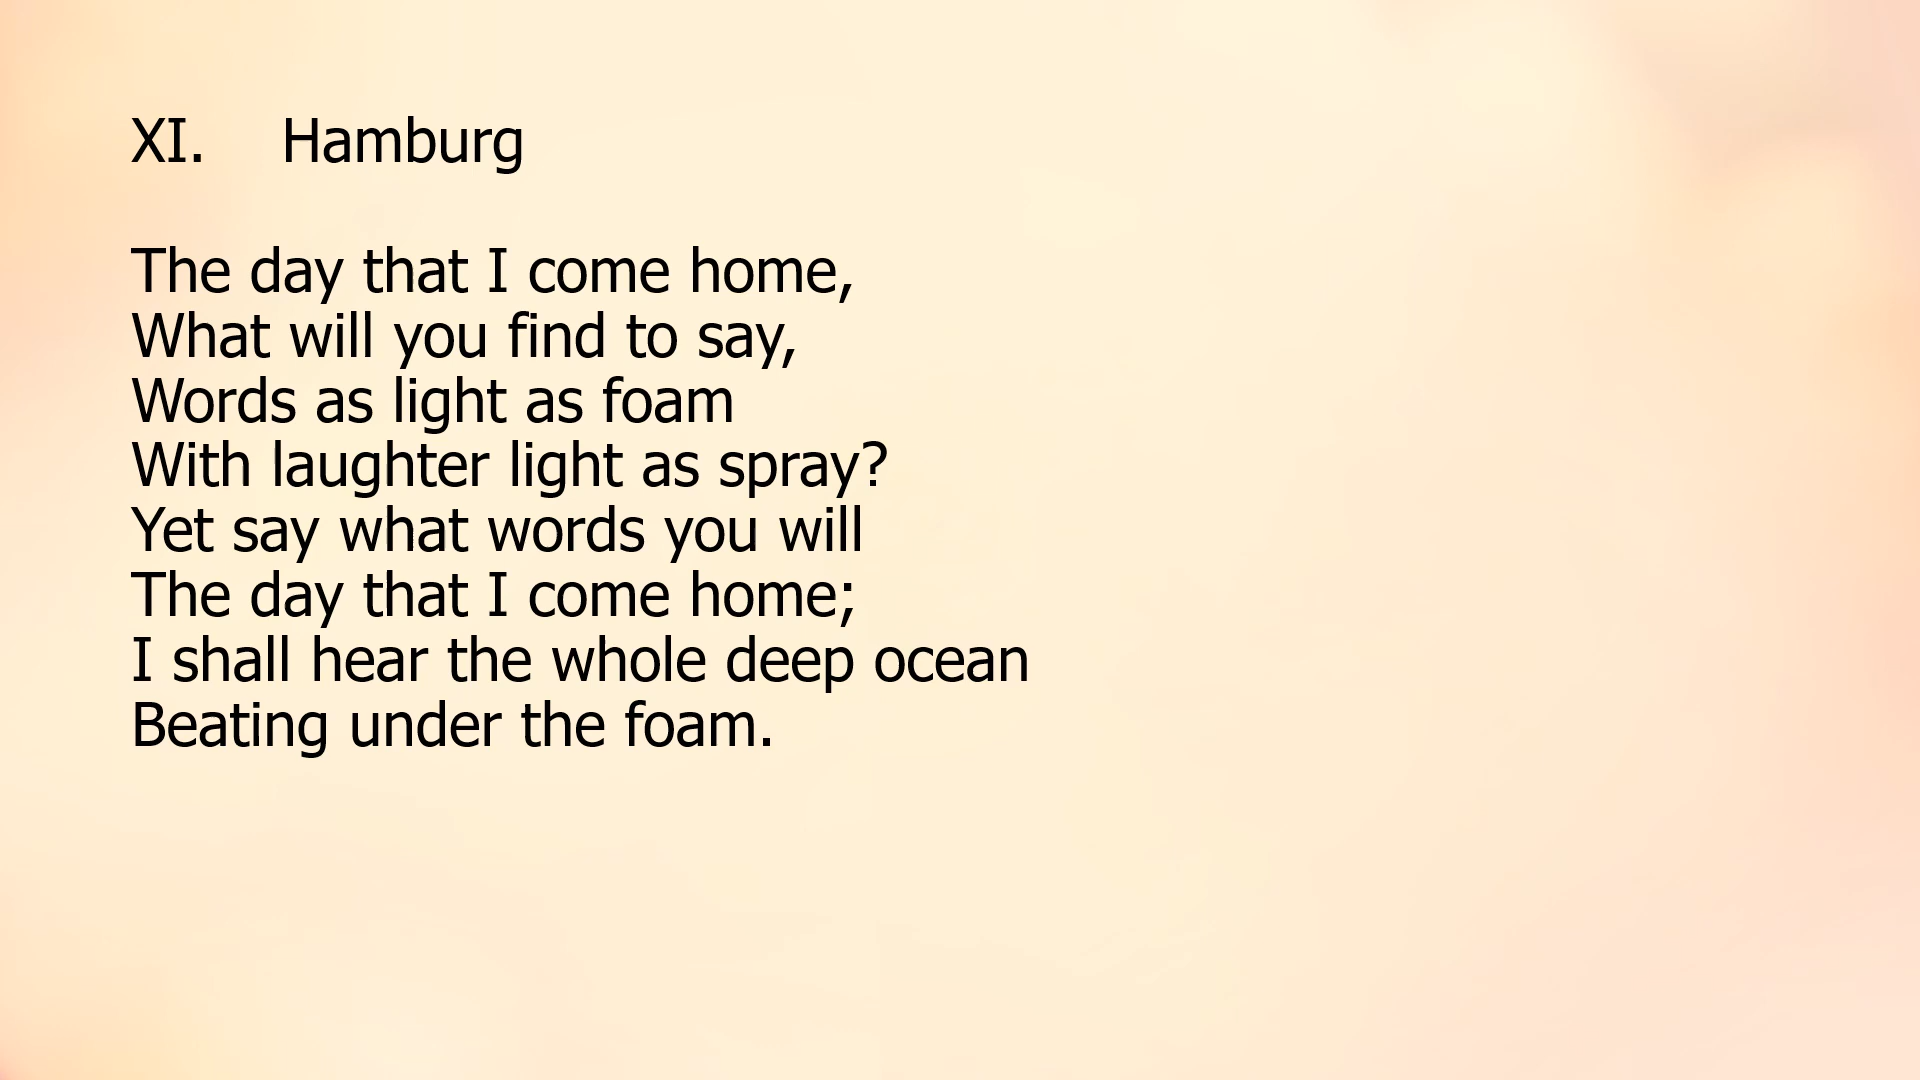 XI. Hamburg
The day that I come home,
What will you find to say,
Words as light as foam
With laughter light as spray?
Yet say what words you will
The day that I come home;
I shall hear the whole deep ocean
Beating under the foam.